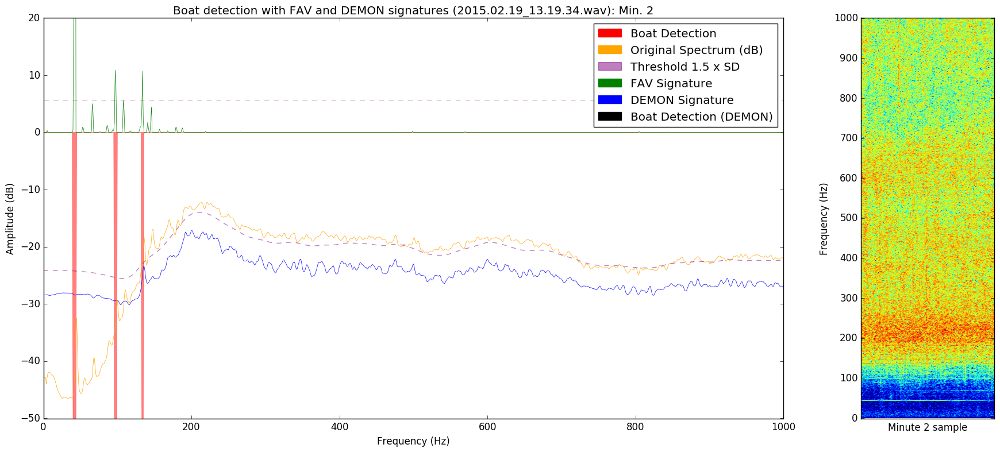 Boat detection with FAV and DEMON signatures (2015.02.19_13.19.34.wav): Min. 2
Boat Detection
Original Spectrum (dB)
Threshold 1.5 x SD
FAV Signature
DEMON Signature
Boat Detection (DEMON)
Amplitude (dB)
20
10
0
−10
−20
−30
−40
−50
0 200 400 600 800 1000
Frequency (Hz)
Frequency (Hz)
1000
900
800
700
600
500
400
300
200
100
0
Minute 2 sample